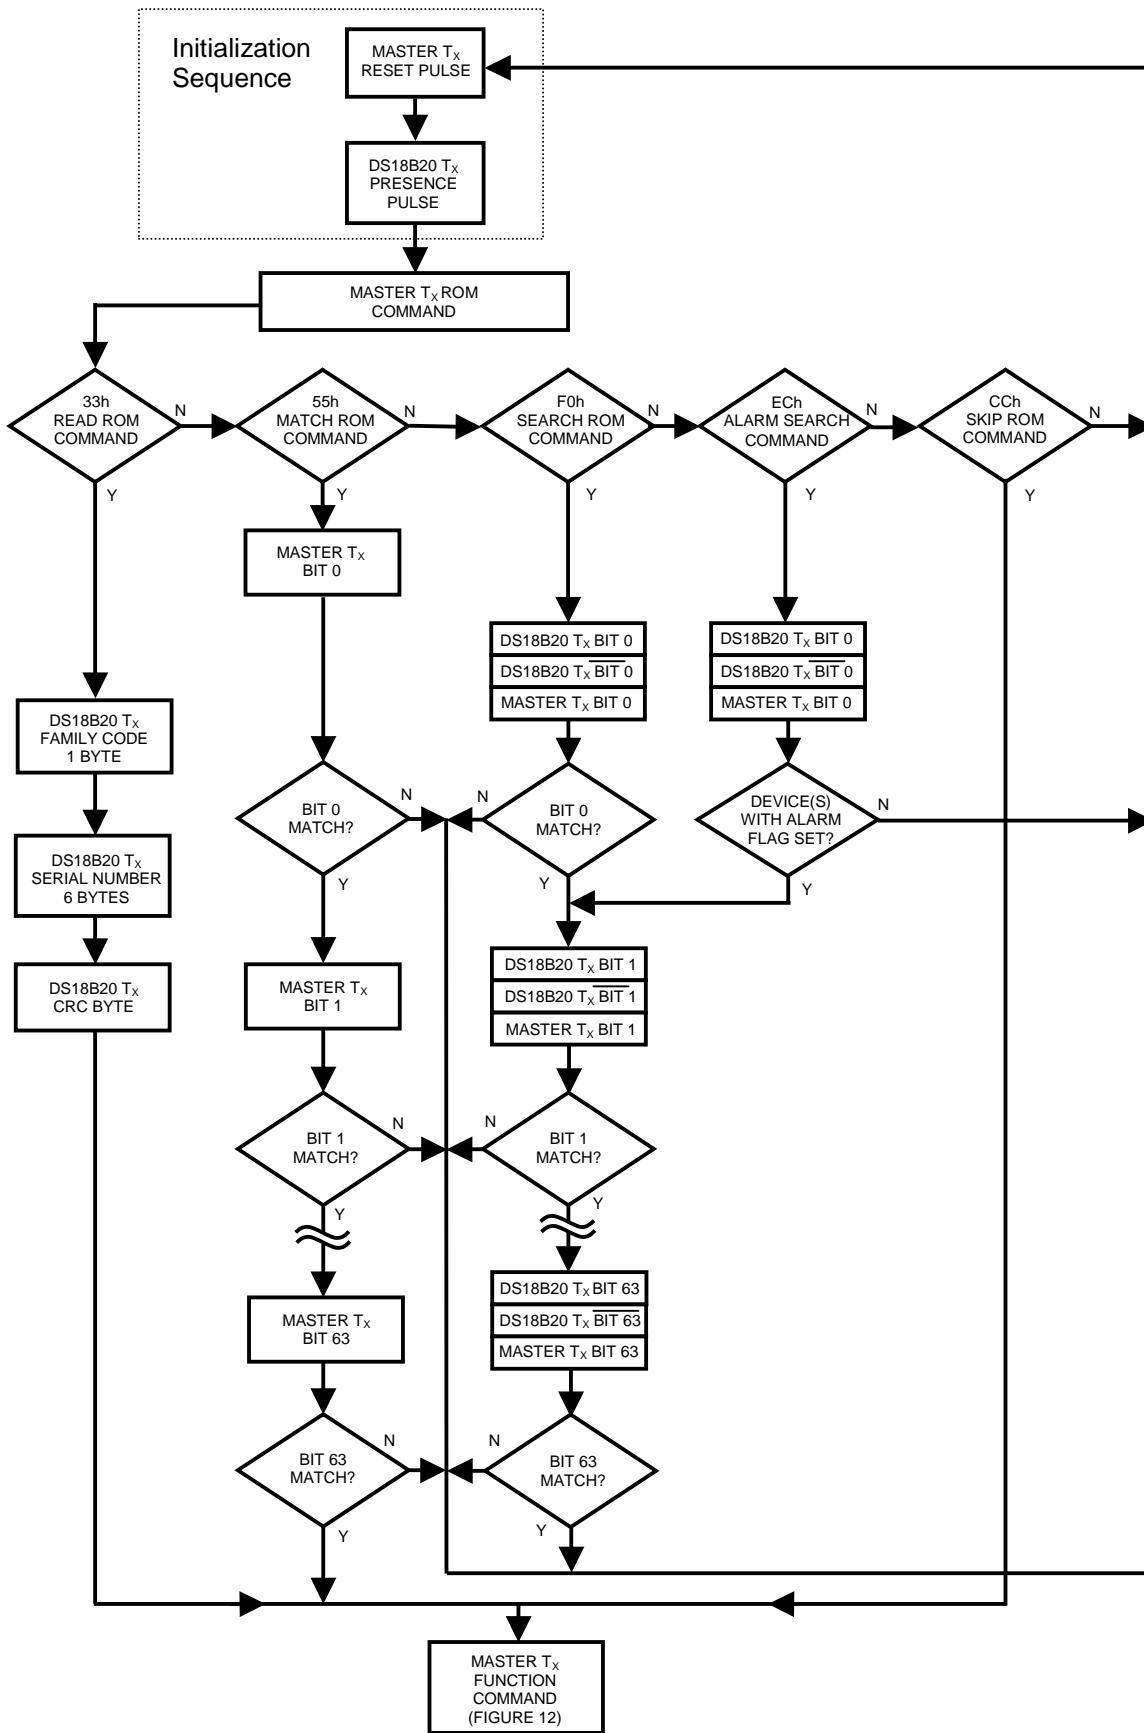 Initialization
Sequence
MASTER TX
RESET PULSE
DS18B20 TX
PRESENCE
PULSE
MASTER TX ROM
COMMAND
33h
READ ROM
COMMAND
N
Y
55h
MATCH ROM
COMMAND
N
Y
F0h
SEARCH ROM
COMMAND
N
Y
ECh
ALARM SEARCH
COMMAND
N
Y
CCh
SKIP ROM
COMMAND
N
Y
MASTER TX
BIT 0
DS18B20 TX BIT 0
DS18B20 TX BIT 0
MASTER TX BIT 0
DS18B20 TX BIT 0
DS18B20 TX BIT 0
MASTER TX BIT 0
DS18B20 TX
FAMILY CODE
1 BYTE
BIT 0
MATCH?
N
Y
BIT 0
MATCH?
N
Y
DEVICE(S)
WITH ALARM
FLAG SET?
N
Y
DS18B20 TX
SERIAL NUMBER
6 BYTES
DS18B20 TX
CRC BYTE
MASTER TX
BIT 1
DS18B20 TX BIT 1
DS18B20 TX BIT 1
MASTER TX BIT 1
BIT 1
MATCH?
N
Y
BIT 1
MATCH?
N
Y
MASTER TX
BIT 63
DS18B20 TX BIT 63
DS18B20 TX BIT 63
MASTER TX BIT 63
BIT 63
MATCH?
N
Y
BIT 63
MATCH?
N
Y
MASTER TX
FUNCTION
COMMAND
(FIGURE 12)